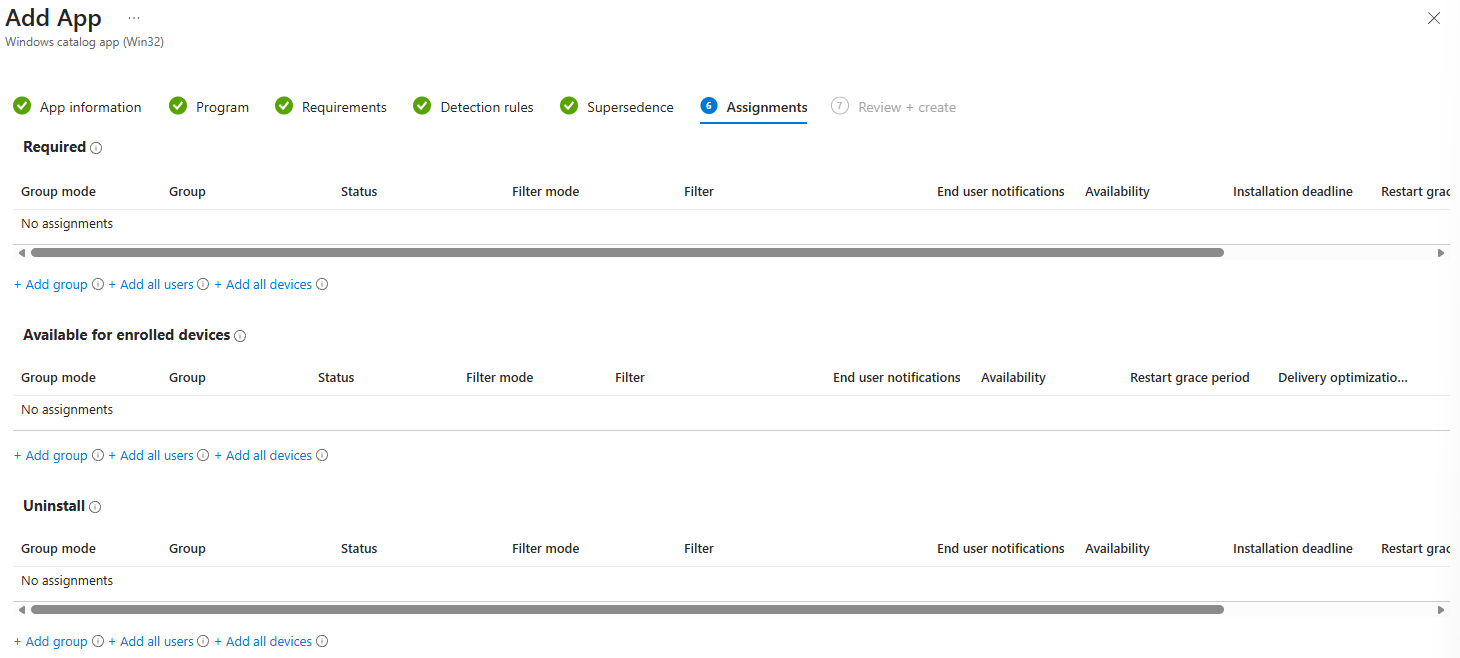 Add App ...
Windows catalog app (Win32)
App information Program Requirements Detection rules Supersedence 6 Assignments 7 Review + create
Required
Group mode Group Status Filter mode Filter End user notifications Availability Installation deadline Restart grac
No assignments
+ Add group + Add all users + Add all devices
Available for enrolled devices
Group mode Group Status Filter mode Filter End user notifications Availability Restart grace period Delivery optimizatio...
No assignments
+ Add group + Add all users + Add all devices
Uninstall
Group mode Group Status Filter mode Filter End user notifications Availability Installation deadline Restart grac
No assignments
+ Add group + Add all users + Add all devices